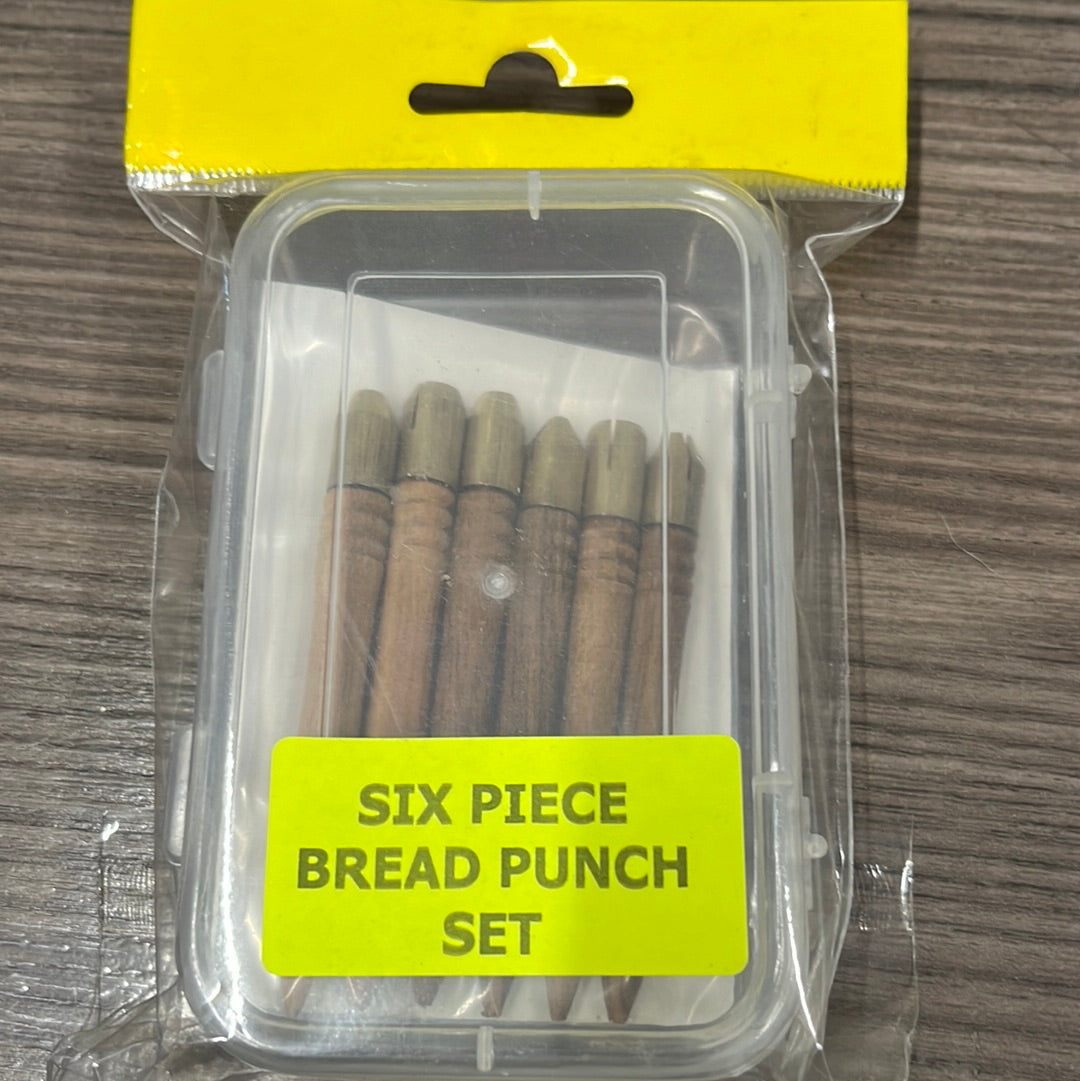 SIX PIECE
BREAD PUNCH
SET